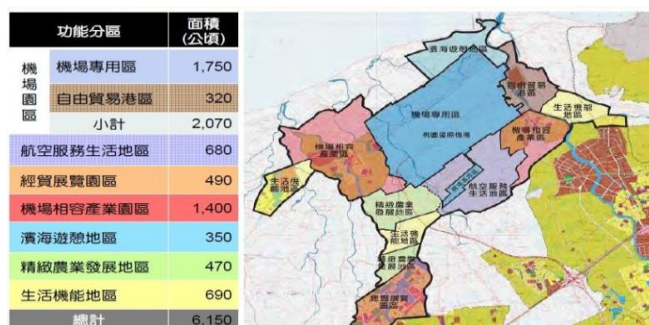 功能分區 面積(公頃)
機場園區
機場專用區 1,750
自由貿易港區 320
小計 2,070
航空服務生活地區 680
經貿展覽園區 490
機場相容產業園區 1,400
濱海遊憩地區 350
精緻農業發展地區 470
生活機能地區 690
總計 6,150
濱海遊憩地區
自由貿易港區
生活機能地區
機場專用區
桃園國際機場
機場相容產業區
機場相容產業區
生活機能地區
航空服務生活地區
精緻農業發展地區
生活機能地區
精緻農業發展地區
經貿展覽園區